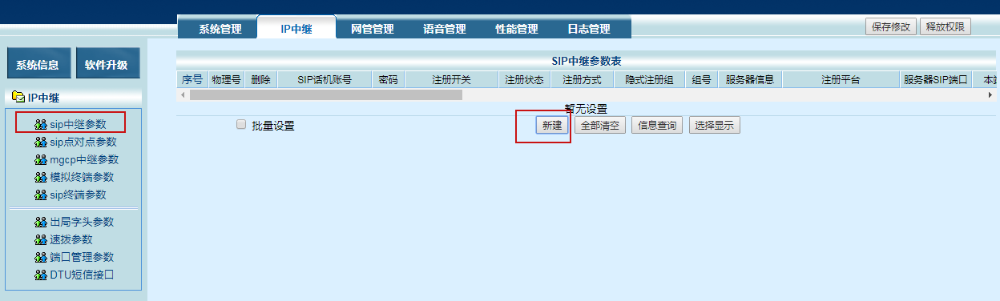 系统管理 IP中继 网管管理 语音管理 性能管理 日志管理 保存修改 释放权限
系统信息 软件升级
SIP中继参数表
序号 物理号 删除 SIP话机账号 密码 注册开关 注册状态 注册方式 隐式注册组 组号 服务器信息 注册平台 服务器SIP端口
暂无设置
批量设置 新建 全部清空 信息查询 选择显示
IP中继
sip中继参数
sip点对点参数
mgcp中继参数
模拟终端参数
sip终端参数
出局字头参数
速拨参数
端口管理参数
DTU短信接口